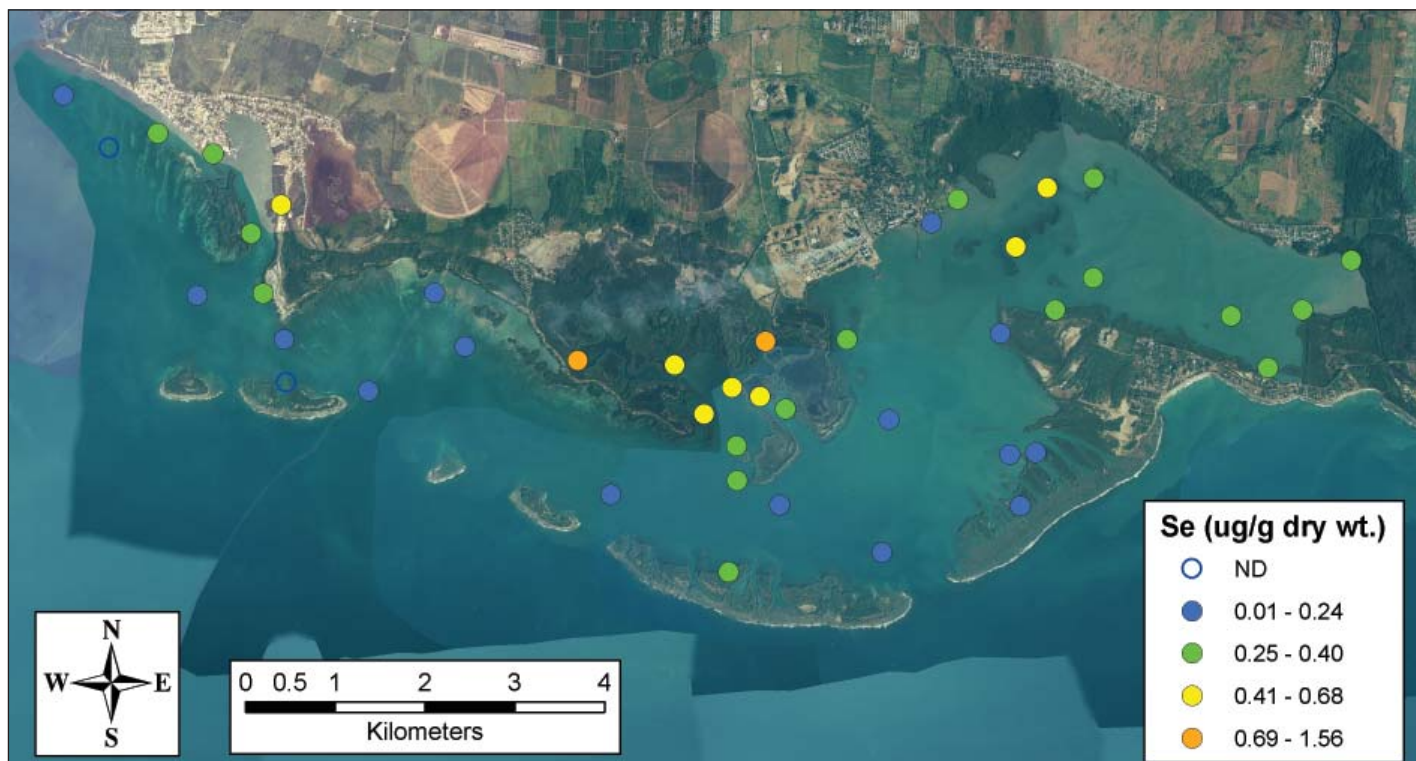 N
W E
S
0 0.5 1 2 3 4
Kilometers
Se (ug/g dry wt.)
ND
0.01 - 0.24
0.25 - 0.40
0.41 - 0.68
0.69 - 1.56